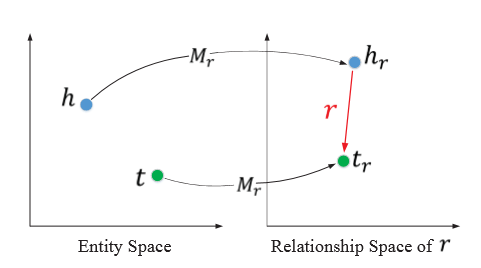 M_r
h
h_r
r
t
t_r
M_r
Entity Space
Relationship Space of r